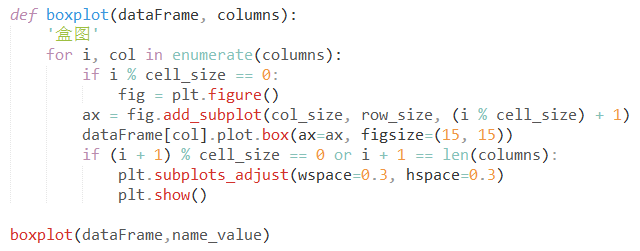 def boxplot(dataFrame, columns):
    '盒图'
    for i, col in enumerate(columns):
        if i % cell_size == 0:
            fig = plt.figure()
        ax = fig.add_subplot(col_size, row_size, (i % cell_size) + 1)
        dataFrame[col].plot.box(ax=ax, figsize=(15, 15))
        if (i + 1) % cell_size == 0 or i + 1 == len(columns):
            plt.subplots_adjust(wspace=0.3, hspace=0.3)
            plt.show()
boxplot(dataFrame,name_value)